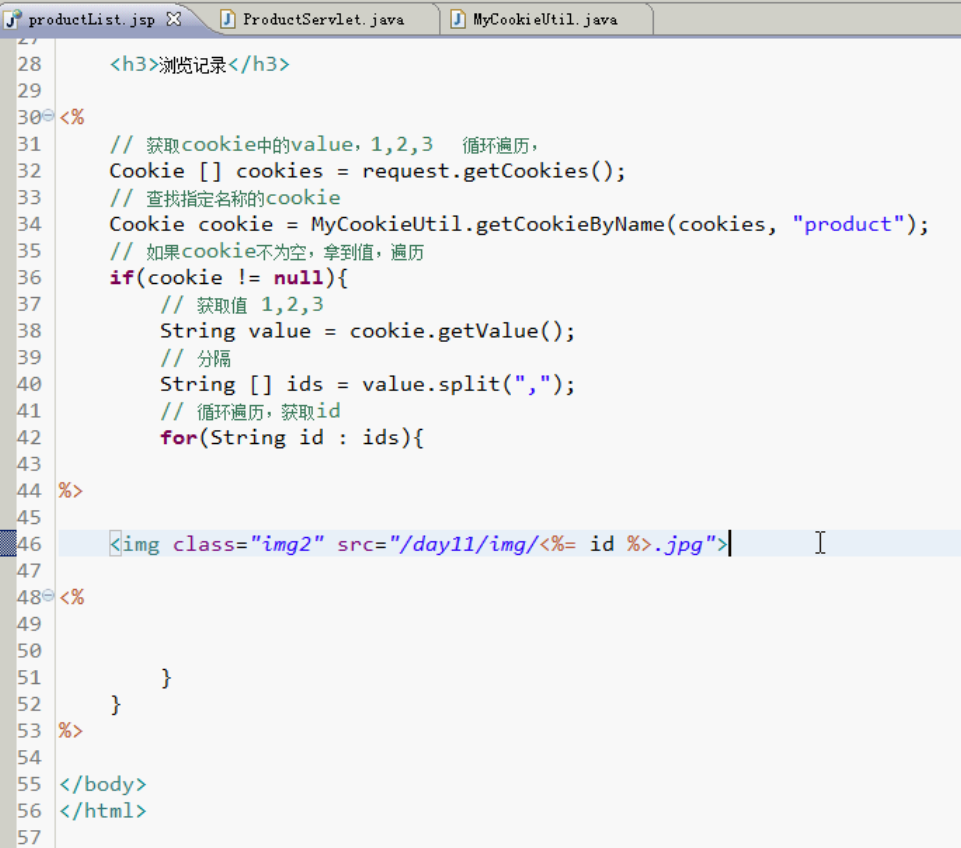 productList.jsp ProductServlet.java MyCookieUtil.java
27
28 <h3>浏览记录</h3>
29
30 <%
31 // 获取cookie中的value，1,2,3 循环遍历，
32 Cookie [] cookies = request.getCookies();
33 // 查找指定名称的cookie
34 Cookie cookie = MyCookieUtil.getCookieByName(cookies, "product");
35 // 如果cookie不为空，拿到值，遍历
36 if(cookie != null){
37 // 获取值 1,2,3
38 String value = cookie.getValue();
39 // 分隔
40 String [] ids = value.split(",");
41 // 循环遍历，获取id
42 for(String id : ids){
43
44 %>
45
46 <img class="img2" src="/day11/img/<%= id %>.jpg">
47
48 <%
49
50
51 }
52 }
53 %>
54
55 </body>
56 </html>
57